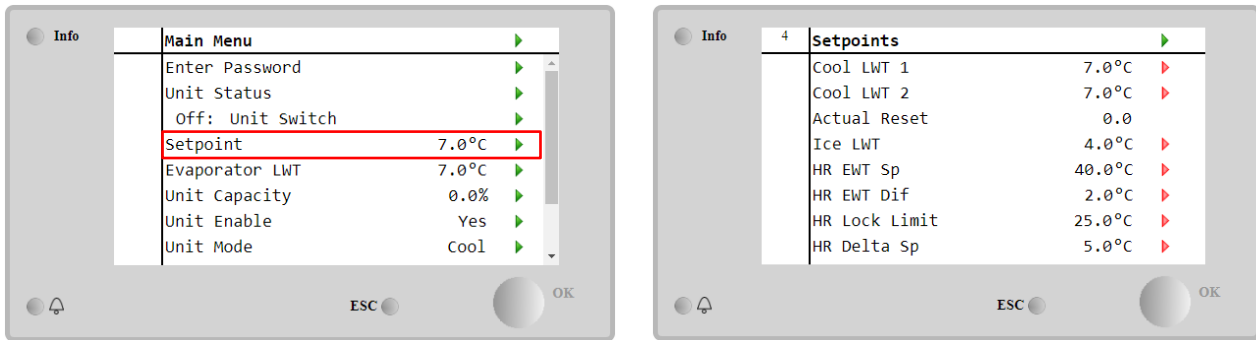 Info
Main Menu
Enter Password
Unit Status
Off: Unit Switch
Setpoint 7.0°C
Evaporator LWT 7.0°C
Unit Capacity 0.0%
Unit Enable Yes
Unit Mode Cool
ESC
OK
Info
4 Setpoints
Cool LWT 1 7.0°C
Cool LWT 2 7.0°C
Actual Reset 0.0
Ice LWT 4.0°C
HR EWT Sp 40.0°C
HR EWT Dif 2.0°C
HR Lock Limit 25.0°C
HR Delta Sp 5.0°C
ESC
OK